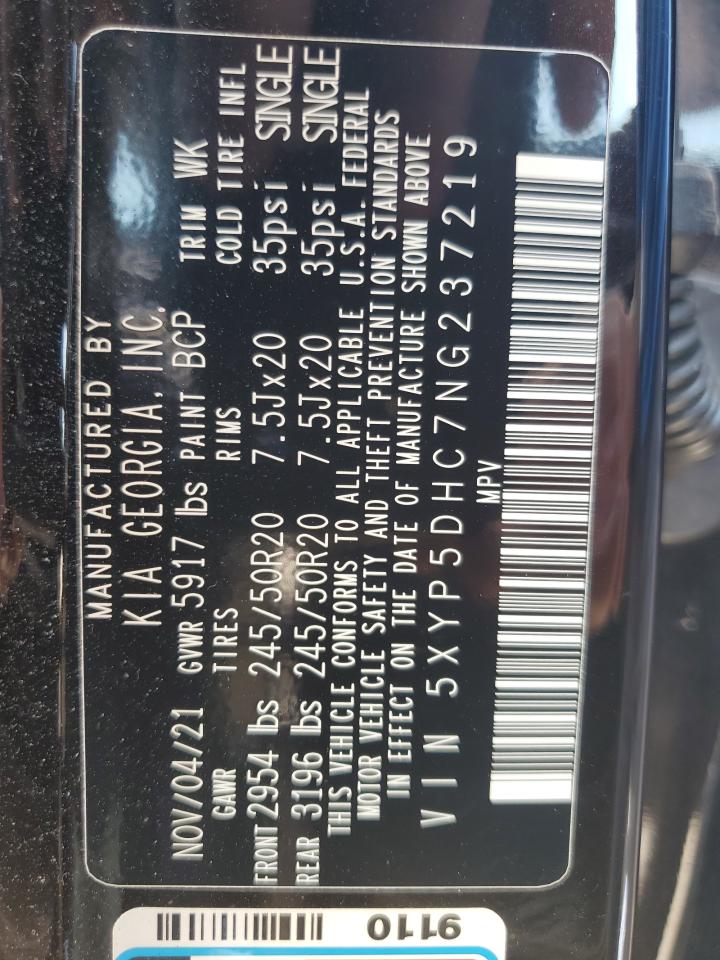 MANUFACTURED BY
KIA GEORGIA, INC.
NOV/04/21 GVWR 5917 lbs PAINT BCP TRIM WK
GAWR TIRES RIMS COLD TIRE INFL
FRONT 2954 lbs 245/50R20 7.5Jx20 35psi SINGLE
REAR 3196 lbs 245/50R20 7.5Jx20 35psi SINGLE
THIS VEHICLE CONFORMS TO ALL APPLICABLE U.S.A. FEDERAL
MOTOR VEHICLE SAFETY AND THEFT PREVENTION STANDARDS
IN EFFECT ON THE DATE OF MANUFACTURE SHOWN ABOVE
VIN 5XYP5DHC7NG237219
MPV
9110